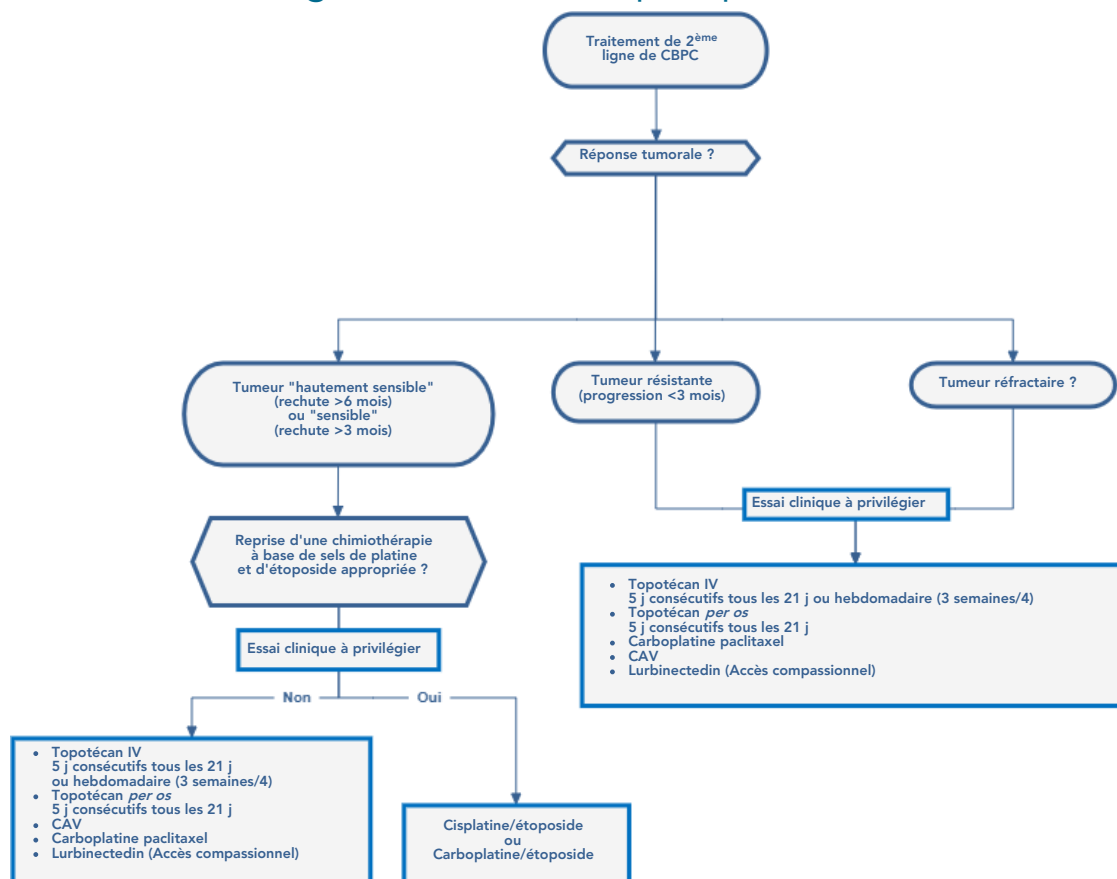 Traitement de 2ème
ligne de CBPC
Réponse tumorale ?
Tumeur "hautement sensible"
(rechute >6 mois)
ou "sensible"
(rechute >3 mois)
Tumeur résistante
(progression <3 mois)
Tumeur réfractaire ?
Reprise d'une chimiothérapie
à base de sels de platine
et d'étoposide appropriée ?
Essai clinique à privilégier
Non
Oui
• Topotécan IV
5 j consécutifs tous les 21 j
ou hebdomadaire (3 semaines/4)
• Topotécan per os
5 j consécutifs tous les 21 j
• CAV
• Carboplatine paclitaxel
• Lurbinectedin (Accès compassionnel)
Cisplatine/étoposide
ou
Carboplatine/étoposide
Essai clinique à privilégier
• Topotécan IV
5 j consécutifs tous les 21 j ou hebdomadaire (3 semaines/4)
• Topotécan per os
5 j consécutifs tous les 21 j
• Carboplatine paclitaxel
• CAV
• Lurbinectedin (Accès compassionnel)